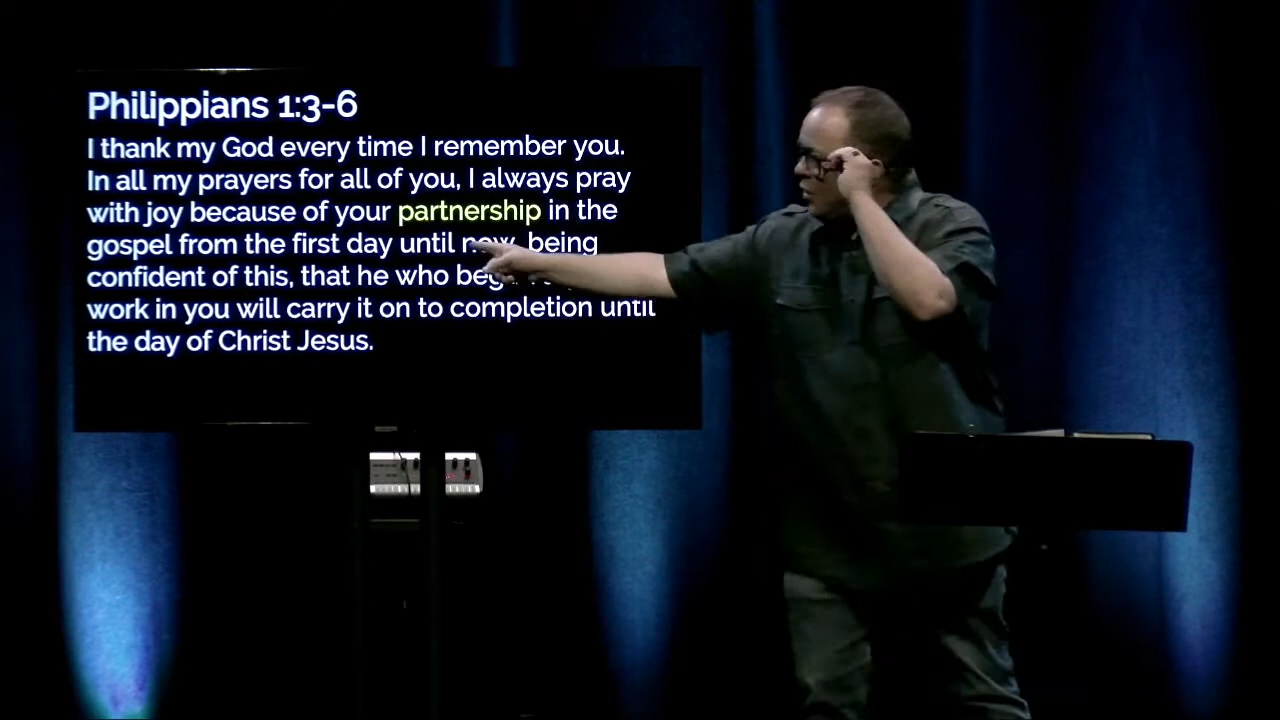 Philippians 1:3-6
I thank my God every time I remember you.
In all my prayers for all of you, I always pray
with joy because of your partnership in the
gospel from the first day until now, being
confident of this, that he who
work in you will carry it on to completion until
the day of Christ Jesus.